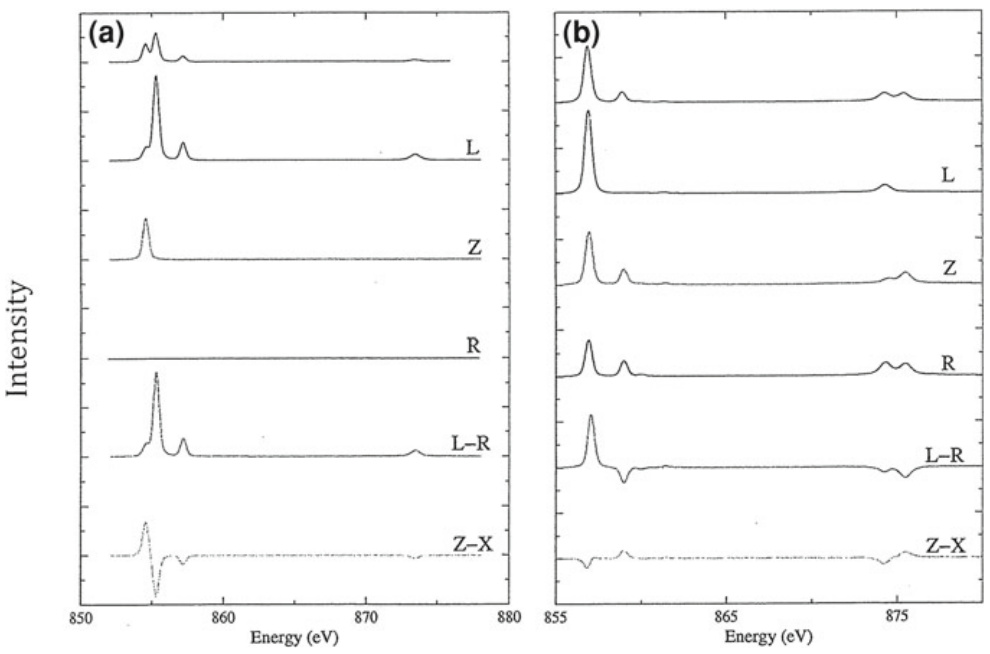 (a)
L
Z
R
L–R
Z–X
850
860
870
880
Energy (eV)
(b)
L
Z
R
L–R
Z–X
855
865
875
Energy (eV)
Intensity